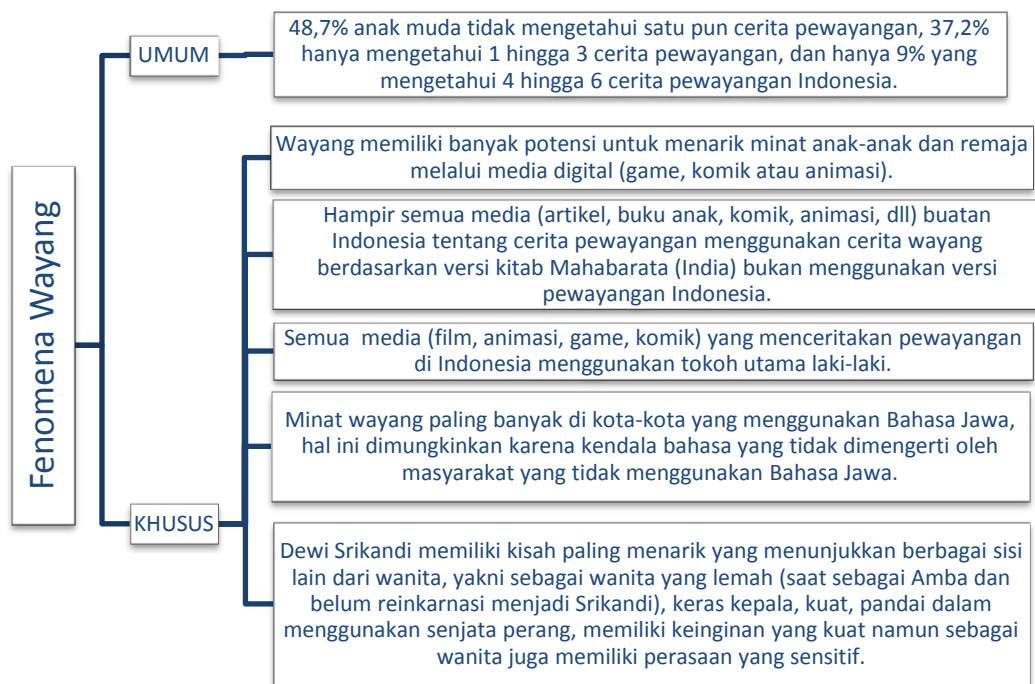 Fenomena Wayang
UMUM
48,7% anak muda tidak mengetahui satu pun cerita pewayangan, 37,2%
hanya mengetahui 1 hingga 3 cerita pewayangan, dan hanya 9% yang
mengetahui 4 hingga 6 cerita pewayangan Indonesia.
KHUSUS
Wayang memiliki banyak potensi untuk menarik minat anak-anak dan remaja
melalui media digital (game, komik atau animasi).
Hampir semua media (artikel, buku anak, komik, animasi, dll) buatan
Indonesia tentang cerita pewayangan menggunakan cerita wayang
berdasarkan versi kitab Mahabarata (India) bukan menggunakan versi
pewayangan Indonesia.
Semua media (film, animasi, game, komik) yang menceritakan pewayangan
di Indonesia menggunakan tokoh utama laki-laki.
Minat wayang paling banyak di kota-kota yang menggunakan Bahasa Jawa,
hal ini dimungkinkan karena kendala bahasa yang tidak dimengerti oleh
masyarakat yang tidak menggunakan Bahasa Jawa.
Dewi Srikandi memiliki kisah paling menarik yang menunjukkan berbagai sisi
lain dari wanita, yakni sebagai wanita yang lemah (saat sebagai Amba dan
belum reinkarnasi menjadi Srikandi), keras kepala, kuat, pandai dalam
menggunakan senjata perang, memiliki keinginan yang kuat namun sebagai
wanita juga memiliki perasaan yang sensitif.